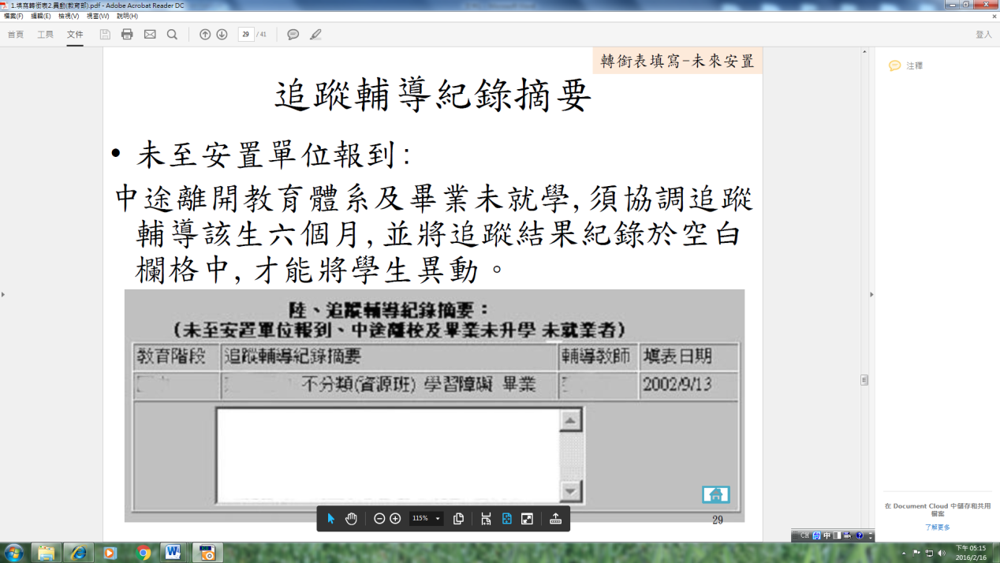 1.填寫轉銜表2.異動(教育部).pdf - Adobe Acrobat Reader DC
檔案(F) 編輯(E) 檢視(V) 視窗(W) 說明(H)
首頁 工具 文件 29 / 41 登入
轉銜表填寫-未來安置
注釋
追蹤輔導紀錄摘要
• 未至安置單位報到:
中途離開教育體系及畢業未就學,須協調追蹤
輔導該生六個月,並將追蹤結果紀錄於空白
欄格中,才能將學生異動。
陸、追蹤輔導紀錄摘要：
（未至安置單位報到、中途離校及畢業未升學 未就業者）
教育階段 追蹤輔導紀錄摘要 輔導教師 填表日期
不分類(資源班) 學習障礙 畢業 2002/9/13
29
115%
在 Document Cloud 中儲存和共用
檔案
了解更多
CH 中
下午 05:15
2016/2/16